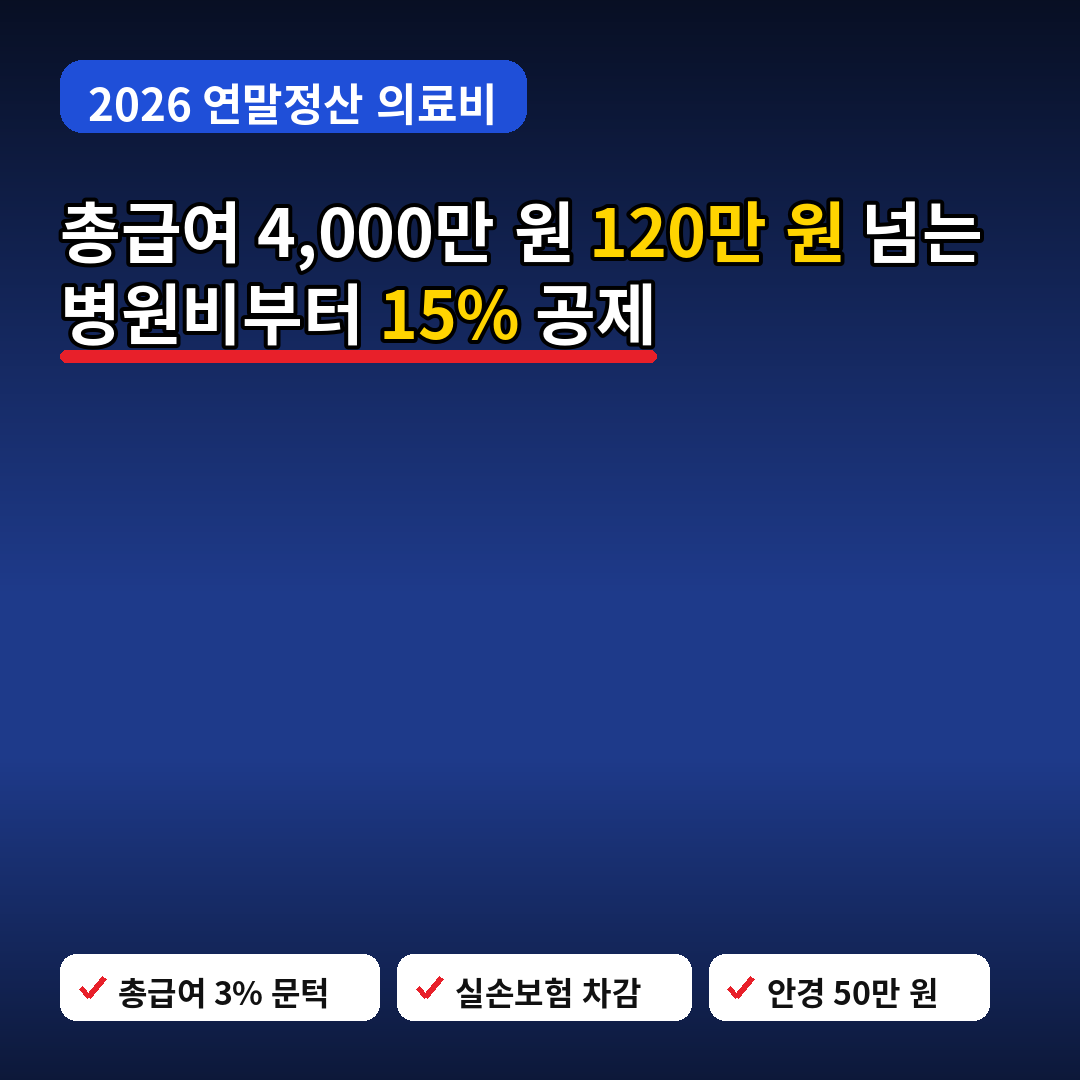 2026 연말정산 의료비
총급여 4,000만 원 120만 원 넘는
병원비부터 15% 공제
총급여 3% 문턱
실손보험 차감
안경 50만 원